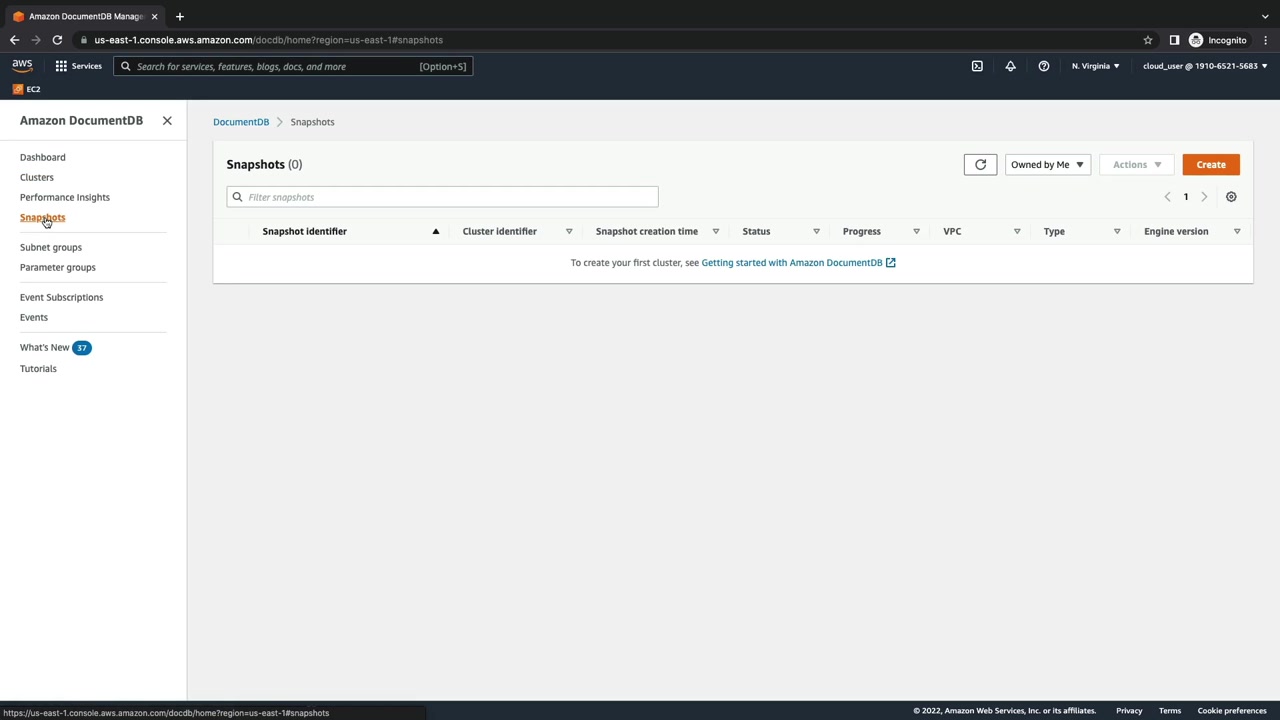 Amazon DocumentDB Manage
us-east-1.console.aws.amazon.com/docdb/home?region=us-east-1#snapshots
Incognito
aws
Services
Search for services, features, blogs, docs, and more
[Option+S]
N. Virginia
cloud_user @ 1910-6521-5683
EC2
Amazon DocumentDB
Dashboard
Clusters
Performance Insights
Snapshots
Subnet groups
Parameter groups
Event Subscriptions
Events
What's New 37
Tutorials
DocumentDB > Snapshots
Snapshots (0)
Owned by Me
Actions
Create
Filter snapshots
1
Snapshot identifier Cluster identifier Snapshot creation time Status Progress VPC Type Engine version
To create your first cluster, see Getting started with Amazon DocumentDB
https://us-east-1.console.aws.amazon.com/docdb/home?region=us-east-1#snapshots
© 2022, Amazon Web Services, Inc. or its affiliates. Privacy Terms Cookie preferences